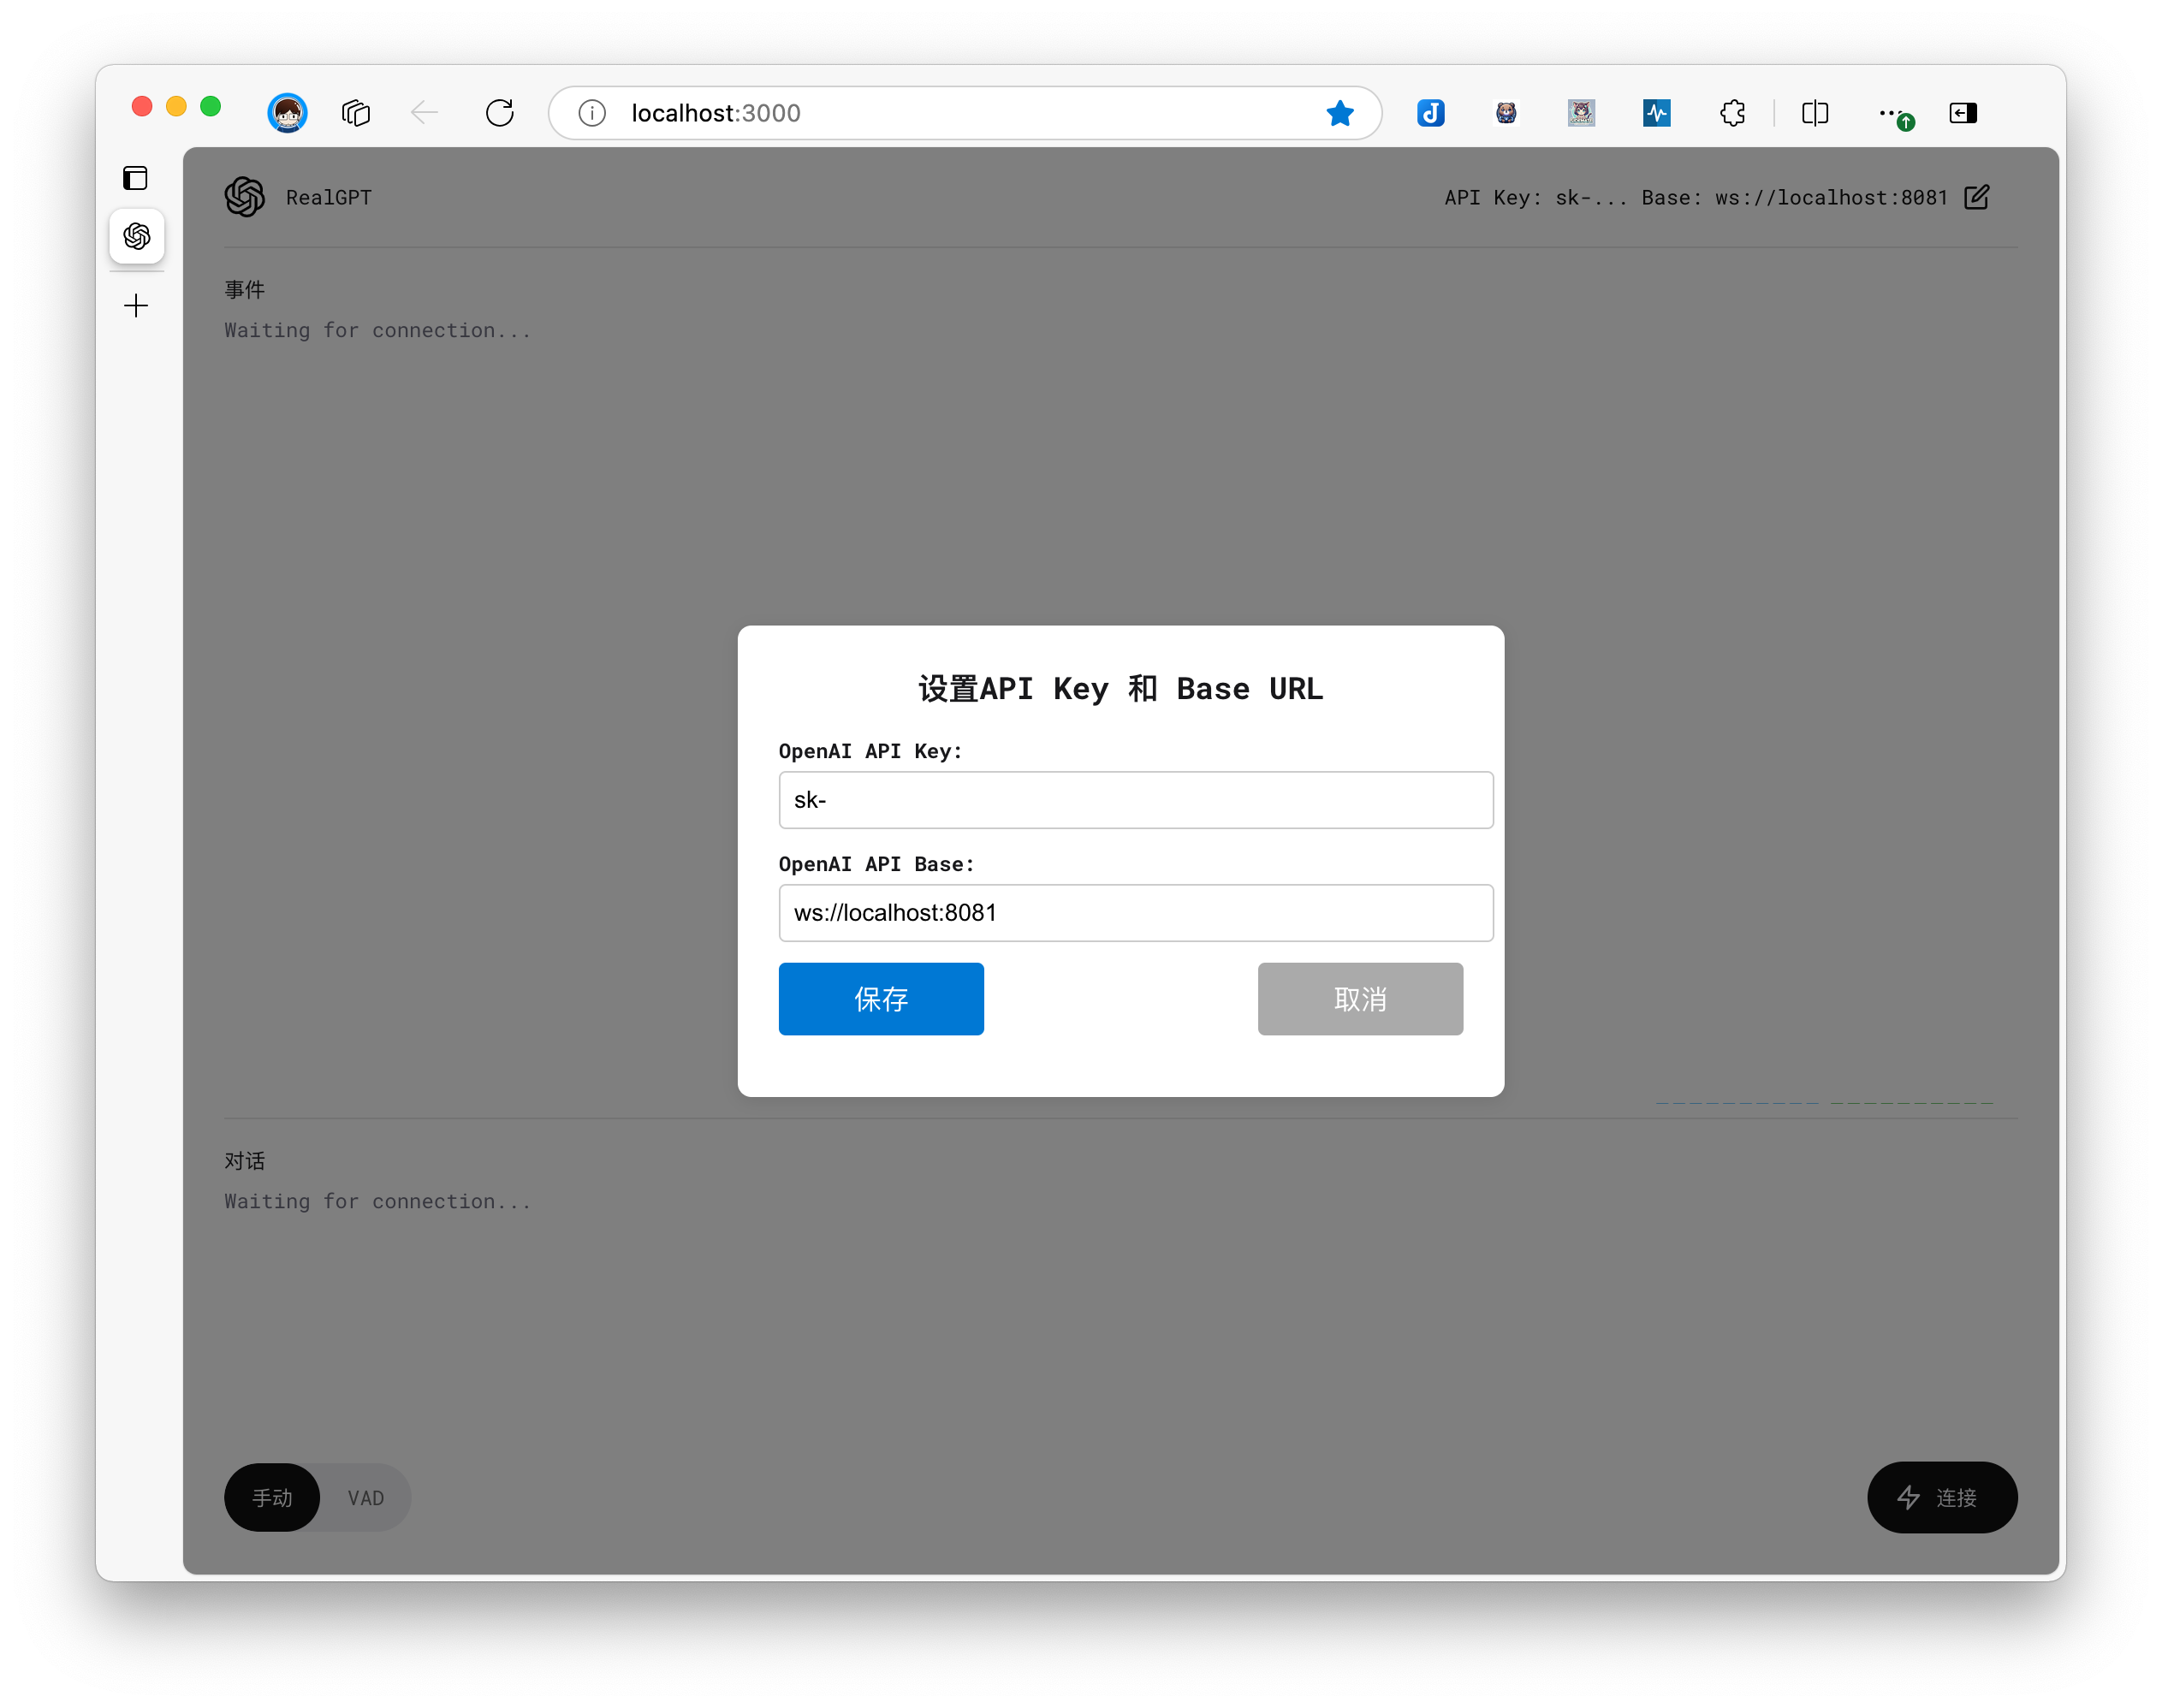 localhost:3000
RealGPT
API Key: sk-... Base: ws://localhost:8081
事件
Waiting for connection...
设置API Key 和 Base URL
OpenAI API Key:
sk-
OpenAI API Base:
ws://localhost:8081
保存
取消
对话
Waiting for connection...
手动
VAD
连接